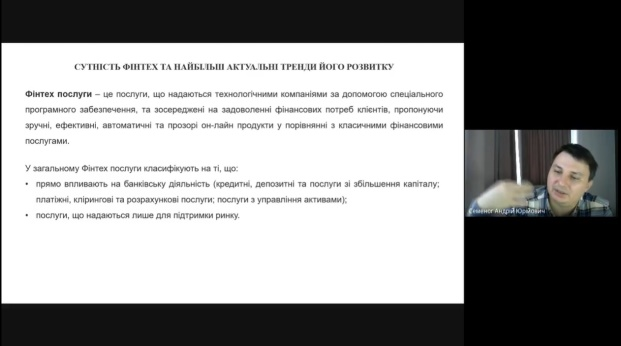 СУТНІСТЬ ФІНТЕХ ТА НАЙБІЛЬШ АКТУАЛЬНІ ТРЕНДИ ЙОГО РОЗВИТКУ
Фінтех послуги – це послуги, що надаються технологічними компаніями за допомогою спеціального
програмного забезпечення, та зосереджені на задоволенні фінансових потреб клієнтів, пропонуючи
зручні, ефективні, автоматичні та прозорі он-лайн продукти у порівнянні з класичними фінансовими
послугами.
У загальному Фінтех послуги класифікують на ті, що:
• прямо впливають на банківську діяльність (кредитні, депозитні та послуги зі збільшення капіталу;
платіжні, клірингові та розрахункові послуги; послуги з управління активами);
• послуги, що надаються лише для підтримки ринку.
Андрій Юрійович